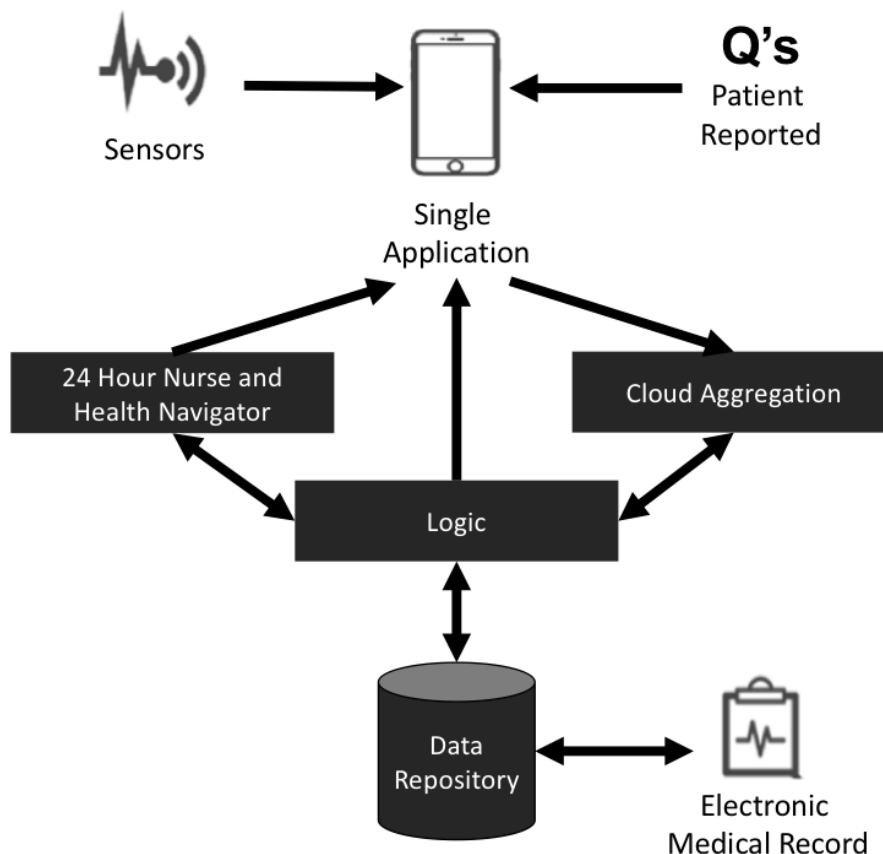 Q's
Patient
Reported
Sensors
Single
Application
24 Hour Nurse and
Health Navigator
Cloud Aggregation
Logic
Data
Repository
Electronic
Medical Record